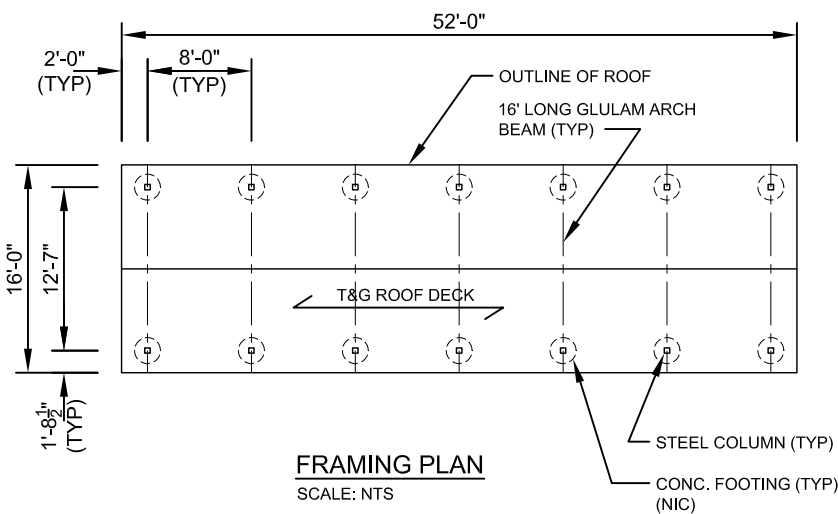 52'-0"
2'-0"
(TYP)
8'-0"
(TYP)
OUTLINE OF ROOF
16' LONG GLULAM ARCH
BEAM (TYP)
16'-0"
12'-7"
T&G ROOF DECK
1'-8½"
(TYP)
STEEL COLUMN (TYP)
FRAMING PLAN
SCALE: NTS
CONC. FOOTING (TYP)
(NIC)